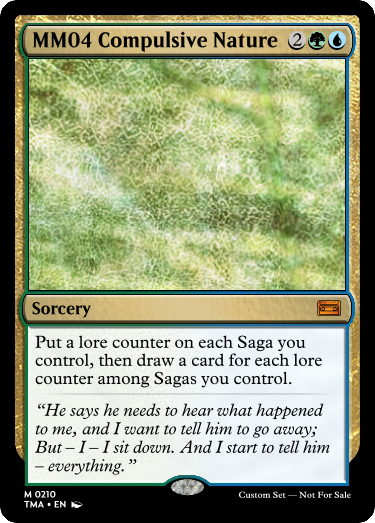 MM04 Compulsive Nature 2
Sorcery
Put a lore counter on each Saga you
control, then draw a card for each lore
counter among Sagas you control.
“He says he needs to hear what happened
to me, and I want to tell him to go away;
But – I – I sit down. And I start to tell him
– everything.”
M 0210
TMA • EN
Custom Set — Not For Sale